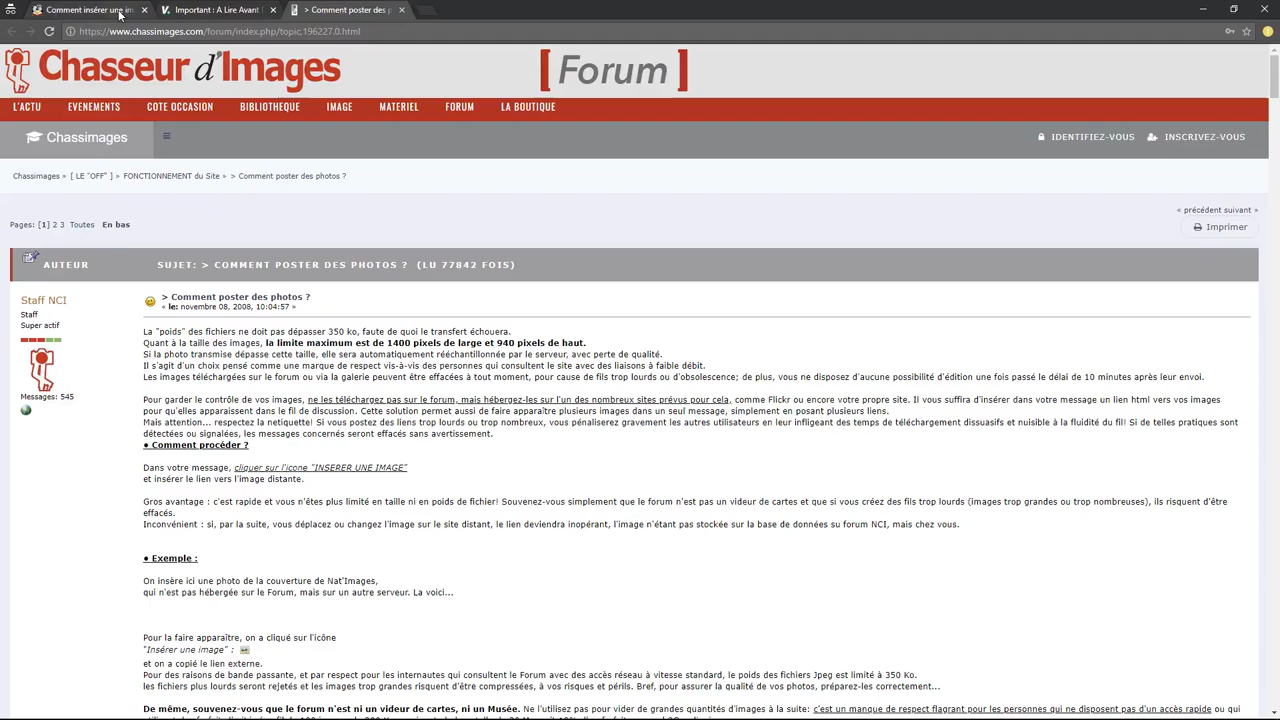 Comment insérer une im
Important : A Lire Avant
> Comment poster des p
https://www.chassimages.com/forum/index.php/topic,196227.0.html
Chasseur d'Images
[ Forum ]
L'ACTU EVENEMENTS COTE OCCASION BIBLIOTHEQUE IMAGE MATERIEL FORUM LA BOUTIQUE
Chassimages
IDENTIFIEZ-VOUS INSCRIVEZ-VOUS
Chassimages » [ LE "OFF" ] » FONCTIONNEMENT du Site » > Comment poster des photos ?
« précédent suivant »
Pages: [1] 2 3 Toutes En bas
Imprimer
AUTEUR SUJET: > COMMENT POSTER DES PHOTOS ? (LU 77842 FOIS)
Staff NCI
Staff
Super actif
Messages: 545
> Comment poster des photos ?
« le: novembre 08, 2008, 10:04:57 »
La "poids" des fichiers ne doit pas dépasser 350 ko, faute de quoi le transfert échouera.
Quant à la taille des images, la limite maximum est de 1400 pixels de large et 940 pixels de haut.
Si la photo transmise dépasse cette taille, elle sera automatiquement rééchantillonnée par le serveur, avec perte de qualité.
Il s'agit d'un choix pensé comme une marque de respect vis-à-vis des personnes qui consultent le site avec des liaisons à faible débit.
Les images téléchargées sur le forum ou via la galerie peuvent être effacées à tout moment, pour cause de fils trop lourds ou d'obsolescence; de plus, vous ne disposez d'aucune possibilité d'édition une fois passé le délai de 10 minutes après leur envoi.
Pour garder le contrôle de vos images, ne les téléchargez pas sur le forum, mais hébergez-les sur l'un des nombreux sites prévus pour cela, comme Flickr ou encore votre propre site. Il vous suffira d'insérer dans votre message un lien html vers vos images
pour qu'elles apparaissent dans le fil de discussion. Cette solution permet aussi de faire apparaître plusieurs images dans un seul message, simplement en posant plusieurs liens.
Mais attention... respectez la netiquette! Si vous postez des liens trop lourds ou trop nombreux, vous pénaliserez gravement les autres utilisateurs en leur infligeant des temps de téléchargement dissuasifs et nuisible à la fluidité du fil! Si de telles pratiques sont
détectées ou signalées, les messages concernés seront effacés sans avertissement.
● Comment procéder ?
Dans votre message, cliquer sur l'icone "INSERER UNE IMAGE"
et insérer le lien vers l'image distante.
Gros avantage : c'est rapide et vous n'êtes plus limité en taille ni en poids de fichier! Souvenez-vous simplement que le forum n'est pas un videur de cartes et que si vous créez des fils trop lourds (images trop grandes ou trop nombreuses), ils risquent d'être
effacés.
Inconvénient : si, par la suite, vous déplacez ou changez l'image sur le site distant, le lien deviendra inopérant, l'image n'étant pas stockée sur la base de données su forum NCI, mais chez vous.
● Exemple :
On insère ici une photo de la couverture de Nat'Images,
qui n'est pas hébergée sur le Forum, mais sur un autre serveur. La voici...
Pour la faire apparaître, on a cliqué sur l'icône
"Insérer une image" :
et on a copié le lien externe.
Pour des raisons de bande passante, et par respect pour les internautes qui consultent le Forum avec des accès réseau à vitesse standard, le poids des fichiers Jpeg est limité à 350 Ko.
les fichiers plus lourds seront rejetés et les images trop grandes risquent d'être compressées, à vos risques et périls. Bref, pour assurer la qualité de vos photos, préparez-les correctement...
De même, souvenez-vous que le forum n'est ni un videur de cartes, ni un Musée. Ne l'utilisez pas pour vider de grandes quantités d'images à la suite: c'est un manque de respect flagrant pour les personnes qui ne disposent pas d'un accès rapide ou qui